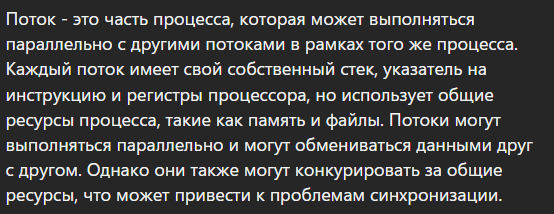 Поток - это часть процесса, которая может выполняться
параллельно с другими потоками в рамках того же процесса.
Каждый поток имеет свой собственный стек, указатель на
инструкцию и регистры процессора, но использует общие
ресурсы процесса, такие как память и файлы. Потоки могут
выполняться параллельно и могут обмениваться данными друг
с другом. Однако они также могут конкурировать за общие
ресурсы, что может привести к проблемам синхронизации.